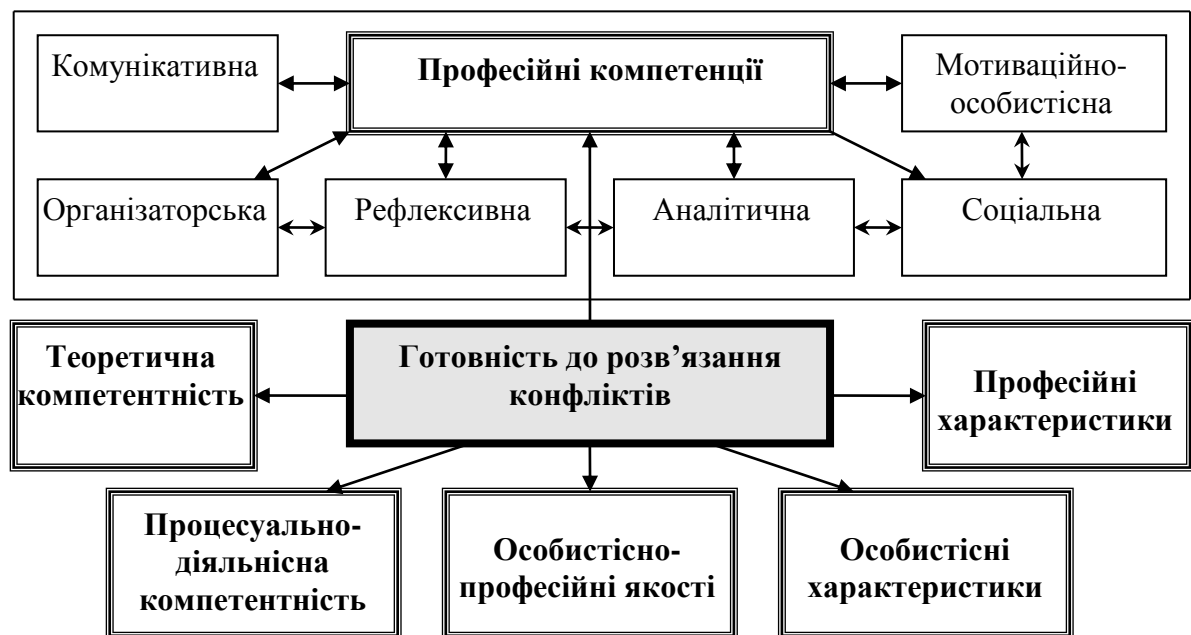 Комунікативна
Професійні компетенції
Мотиваційно-
особистісна
Організаторська
Рефлексивна
Аналітична
Соціальна
Теоретична
компетентність
Готовність до розв’язання
конфліктів
Професійні
характеристики
Процесуально-
діяльнісна
компетентність
Особистісно-
професійні якості
Особистісні
характеристики